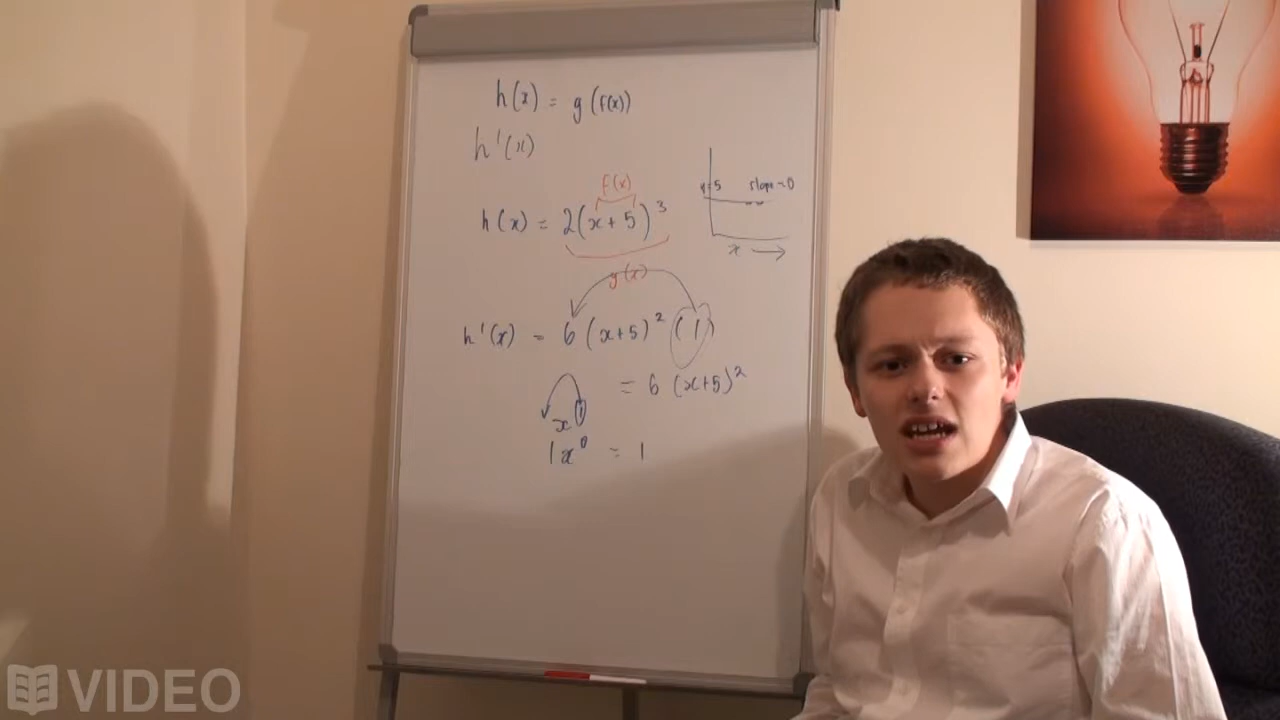 h(x) = g(f(x))
h'(x)
f(x)
y=5 slope=0
h(x) = 2(x+5)³
x →
g(x)
h'(x) = 6(x+5)²(1)
= 6(x+5)²
x¹
1x⁰ = 1
VIDEO